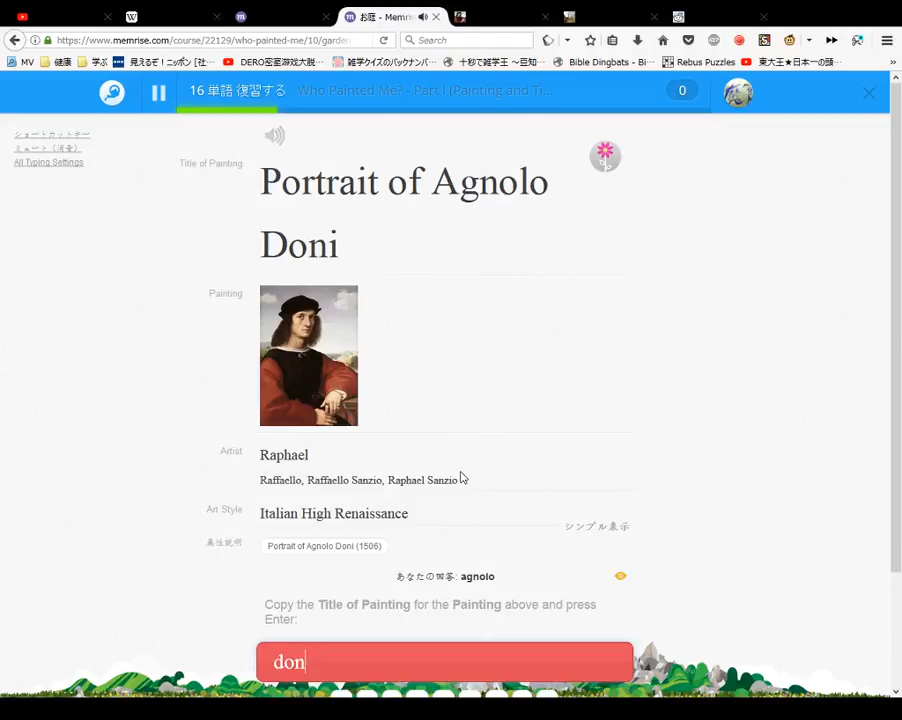 お庭 - Memri
https://www.memrise.com/course/22129/who-painted-me/10/garden
Search
MV 健康 学ぶ 見えるぞ！ニッポン [社… DERO密室游戏大脱… 雑学クイズのバックナンバ… 十秒で雑学王 ～豆知… Bible Dingbats - Bi… Rebus Puzzles 東大王★日本一の頭…
16 単語 復習する Who Painted Me? - Part I (Painting and Ti... 0
ショートカットキー
ミュート（消音）
All Typing Settings
Title of Painting
Portrait of Agnolo
Doni
Painting
Artist
Raphael
Raffaello, Raffaello Sanzio, Raphael Sanzio
Art Style
Italian High Renaissance
シンプル表示
属性説明
Portrait of Agnolo Doni (1506)
あなたの回答: agnolo
Copy the Title of Painting for the Painting above and press
Enter:
don